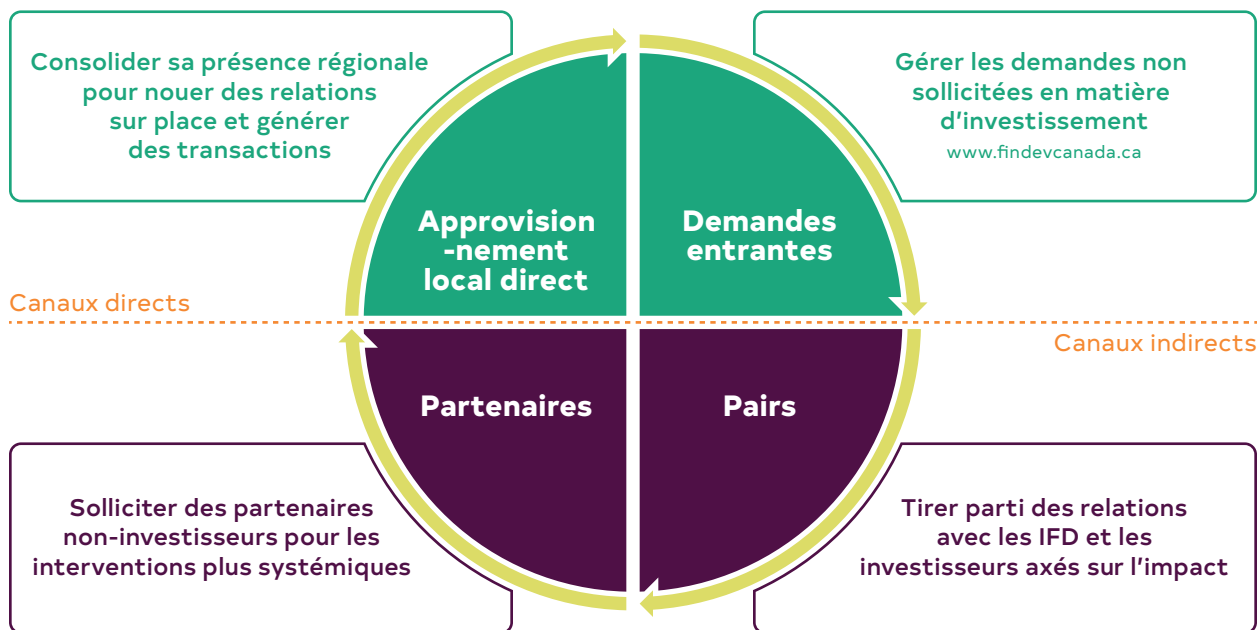 Consolider sa présence régionale
pour nouer des relations
sur place et générer
des transactions
Gérer les demandes non
sollicitées en matière
d'investissement
www.findevcanada.ca
Approvision
-nement
local direct
Demandes
entrantes
Canaux directs
Canaux indirects
Partenaires
Pairs
Solliciter des partenaires
non-investisseurs pour les
interventions plus systémiques
Tirer parti des relations
avec les IFD et les
investisseurs axés sur l'impact